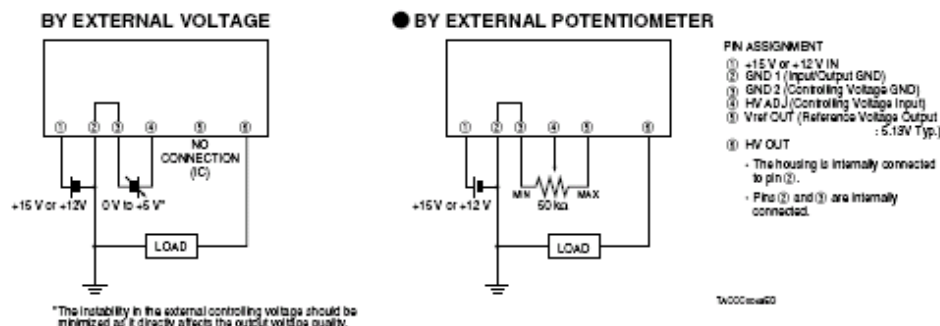 BY EXTERNAL VOLTAGE
① ② ③ ④ ⑤ ⑥
NO
CONNECTION
(IC)
+15 V or +12V
0 V to +5 V*
LOAD
*The instability in the external controlling voltage should be
minimized as it directly affects the output voltage quality.
● BY EXTERNAL POTENTIOMETER
① ② ③ ④ ⑤ ⑥
+15 V or +12 V
MIN
50 kΩ
MAX
LOAD
PIN ASSIGNMENT
① +15 V or +12 V IN
② GND 1 (Input/Output GND)
③ GND 2 (Controlling Voltage GND)
④ HV ADJ (Controlling Voltage Input)
⑤ Vref OUT (Reference Voltage Output
: 5.13V Typ.)
⑥ HV OUT
· The housing is internally connected
to pin ②.
· Pins ② and ③ are internally
connected.